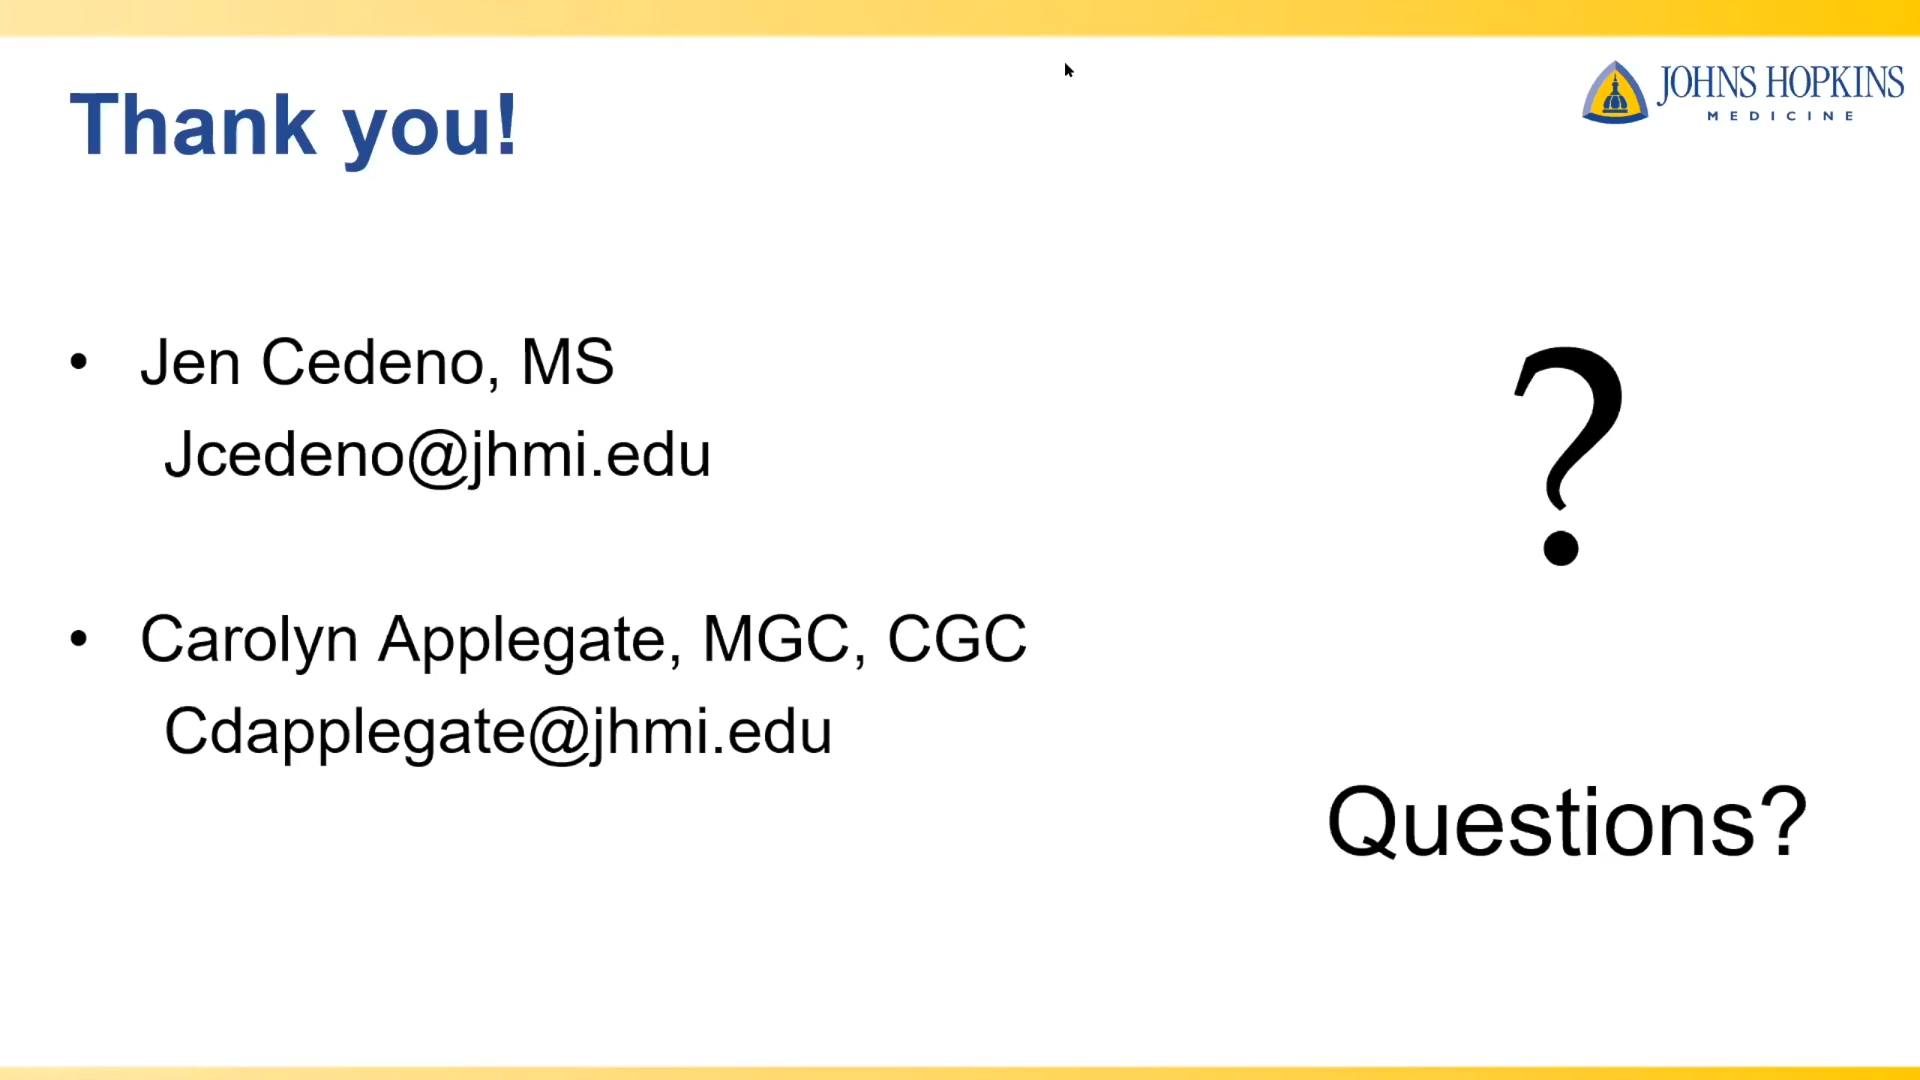 Thank you!
JOHNS HOPKINS
MEDICINE
• Jen Cedeno, MS
Jcedeno@jhmi.edu
• Carolyn Applegate, MGC, CGC
Cdapplegate@jhmi.edu
?
Questions?